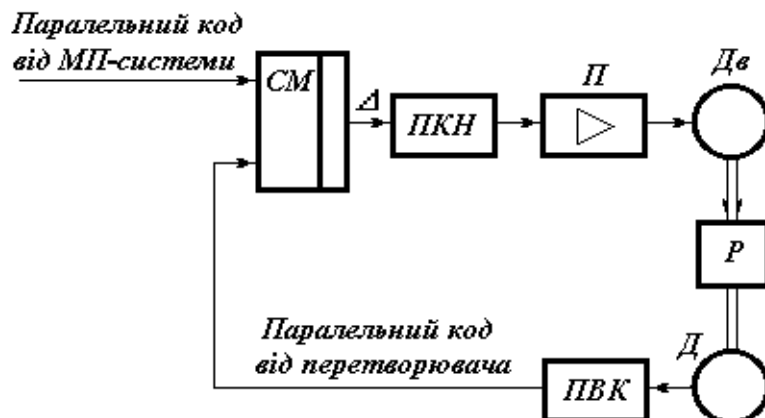 Паралельний код
від МП-системи
СМ
Δ
ПКН
П
Дв
Р
Паралельний код
від перетворювача
ПВК
Д